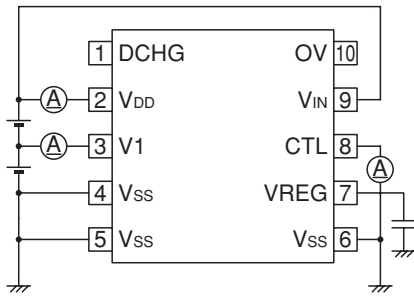 1 DCHG OV 10
A 2 VDD VIN 9
A 3 V1 CTL 8
A
4 VSS VREG 7
5 VSS VSS 6